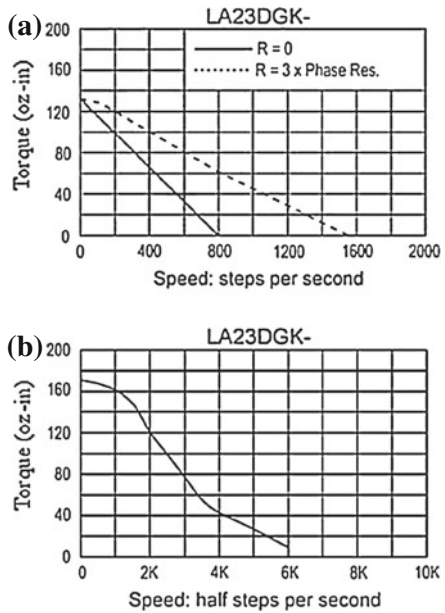 (a)
LA23DGK-
R = 0
R = 3 x Phase Res.
Torque (oz-in)
200
160
120
80
40
0
0 400 800 1200 1600 2000
Speed: steps per second
(b)
LA23DGK-
Torque (oz-in)
200
160
120
80
40
0
0 2K 4K 6K 8K 10K
Speed: half steps per second